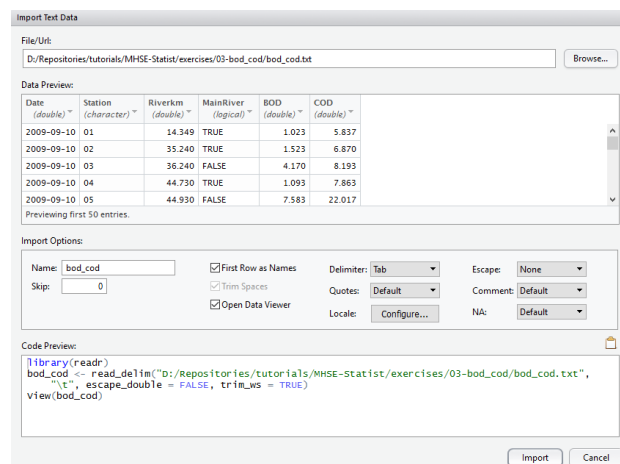 Import Text Data
File/Url:
D:/Repositories/tutorials/MHSE-Statist/exercises/03-bod_cod/bod_cod.txt Browse...
Data Preview:
Date Station Riverkm MainRiver BOD COD
(double) (character) (double) (logical) (double) (double)
2009-09-10 01 14.349 TRUE 1.023 5.837
2009-09-10 02 35.240 TRUE 1.523 6.870
2009-09-10 03 36.240 FALSE 4.170 8.193
2009-09-10 04 44.730 TRUE 1.093 7.863
2009-09-10 05 44.930 FALSE 7.583 22.017
Previewing first 50 entries.
Import Options:
Name: bod_cod First Row as Names Delimiter: Tab Escape: None
Skip: 0 Trim Spaces Quotes: Default Comment: Default
Open Data Viewer Locale: Configure... NA: Default
Code Preview:
library(readr)
bod_cod <- read_delim("D:/Repositories/tutorials/MHSE-Statist/exercises/03-bod_cod/bod_cod.txt",
"\t", escape_double = FALSE, trim_ws = TRUE)
View(bod_cod)
Import Cancel